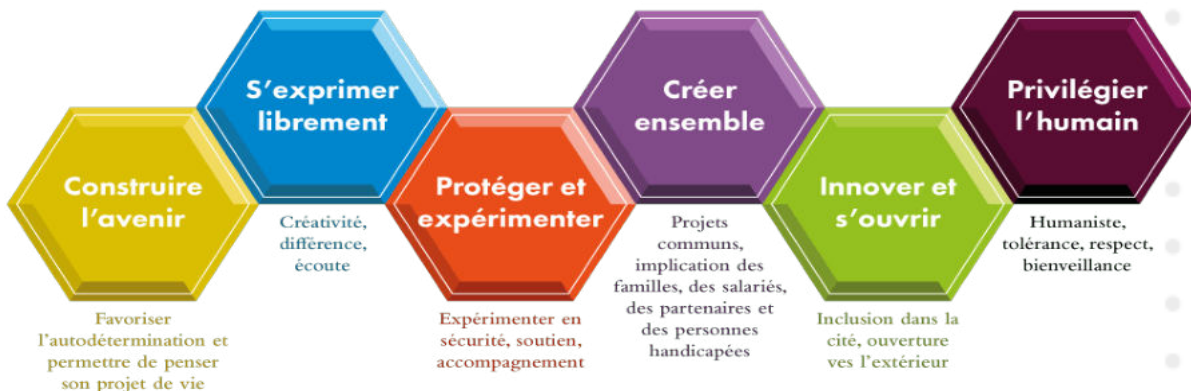 Construire
l'avenir
Favoriser
l'autodétermination et
permettre de penser
son projet de vie
S'exprimer
librement
Créativité,
différence,
écoute
Protéger et
expérimenter
Expérimenter en
sécurité, soutien,
accompagnement
Créer
ensemble
Projets
communs,
implication des
familles, des salariés,
des partenaires et
des personnes
handicapées
Innover et
s'ouvrir
Inclusion dans la
cité, ouverture
ves l'extérieur
Privilégier
l'humain
Humaniste,
tolérance, respect,
bienveillance